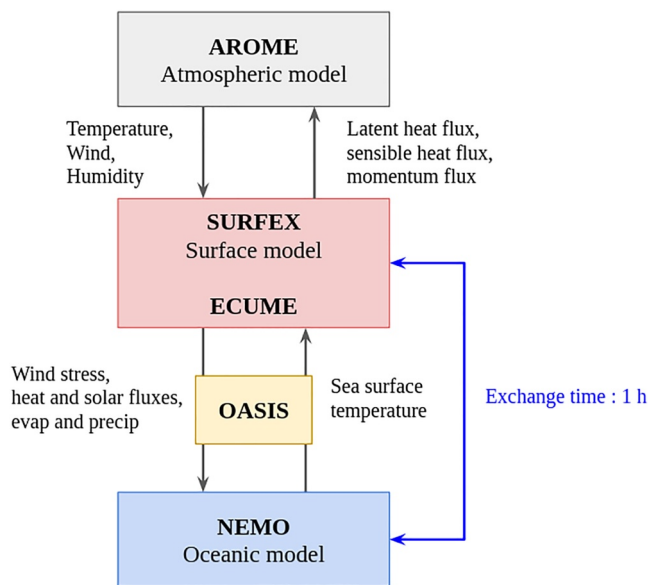 AROME
Atmospheric model
Temperature,
Wind,
Humidity
Latent heat flux,
sensible heat flux,
momentum flux
SURFEX
Surface model
ECUME
Wind stress,
heat and solar fluxes,
evap and precip
OASIS
Sea surface
temperature
Exchange time : 1 h
NEMO
Oceanic model